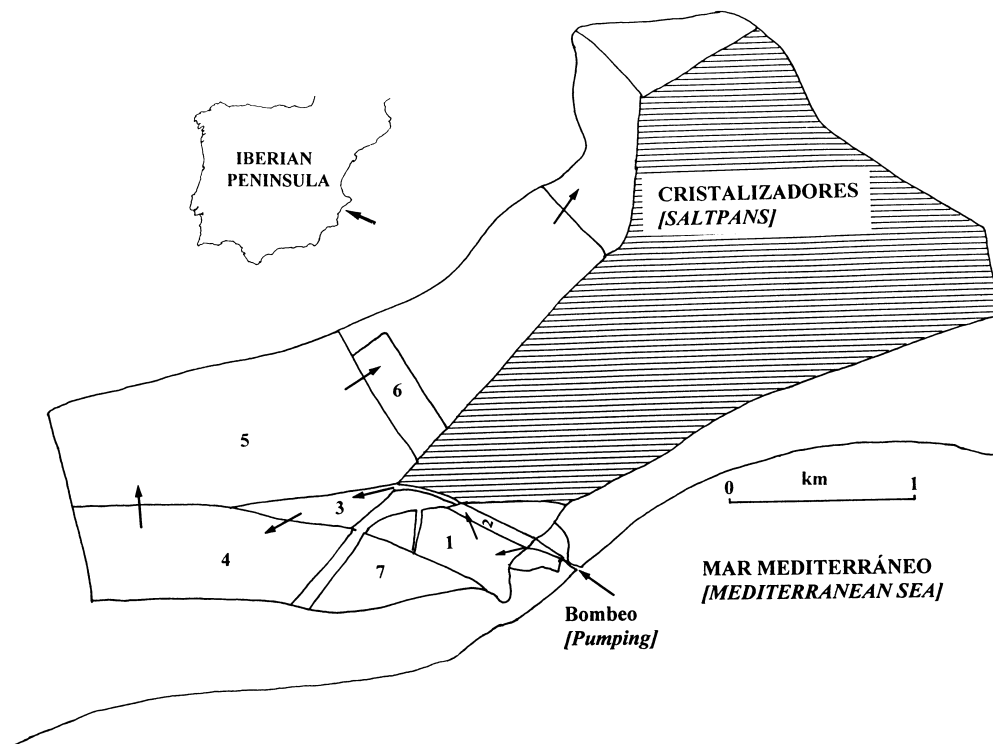 IBERIAN
PENINSULA
CRISTALIZADORES
[SALTPANS]
6
5
0 km 1
3
2
1
4
7
MAR MEDITERRÁNEO
[MEDITERRANEAN SEA]
Bombeo
[Pumping]